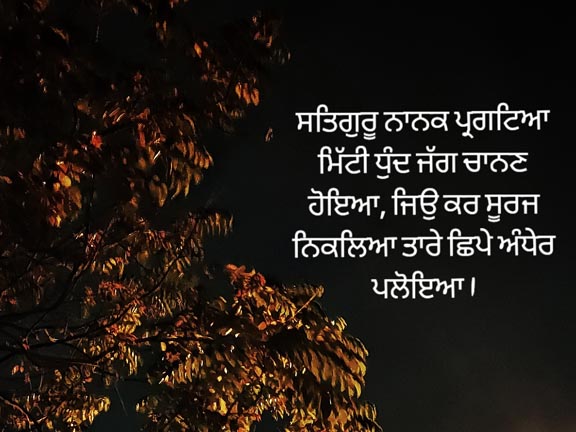 ਸਤਿਗੁਰੂ ਨਾਨਕ ਪ੍ਰਗਟਿਆ
ਮਿੱਟੀ ਧੁੰਦ ਜੱਗ ਚਾਨਣ
ਹੋਇਆ, ਜਿਉ ਕਰ ਸੂਰਜ
ਨਿਕਲਿਆ ਤਾਰੇ ਛਿਪੇ ਅੰਧੇਰ
ਪਲੋਇਆ।